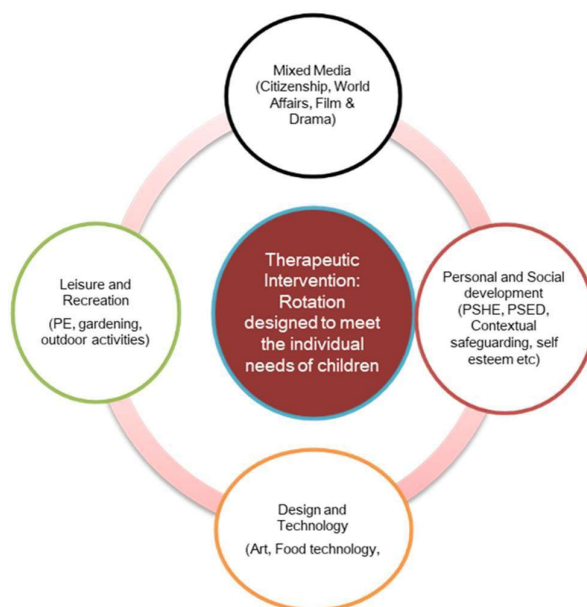 Mixed Media
(Citizenship, World
Affairs, Film &
Drama)
Therapeutic
Intervention:
Rotation
designed to meet
the individual
needs of children
Leisure and
Recreation
(PE, gardening,
outdoor activities)
Personal and Social
development
(PSHE, PSED,
Contextual
safeguarding, self
esteem etc)
Design and
Technology
(Art, Food technology,